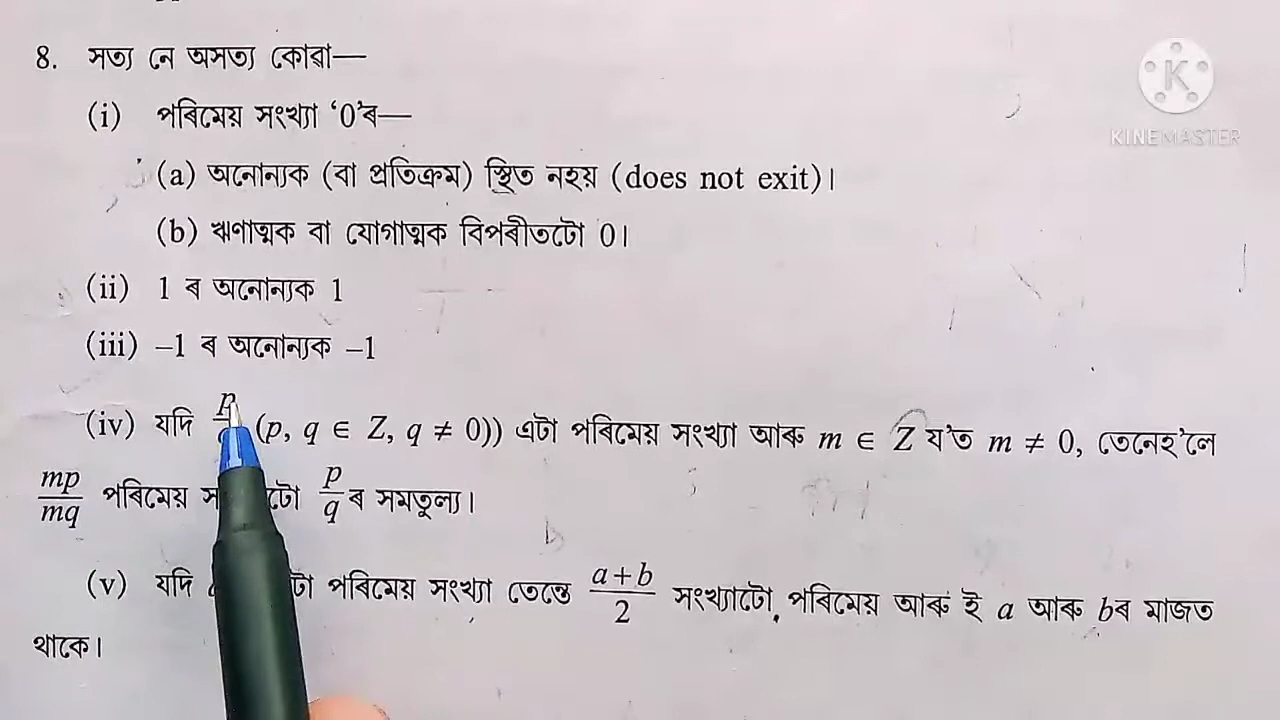 8. সত্য নে অসত্য কোৱা—
KINEMASTER
(i) পৰিমেয় সংখ্যা ‘0’ৰ—
(a) অনোন্যক (বা প্ৰতিক্ৰম) স্থিত নহয় (does not exit)।
(b) ঋণাত্মক বা যোগাত্মক বিপৰীতটো 0।
(ii) 1 ৰ অনোন্যক 1
(iii) –1 ৰ অনোন্যক –1
(iv) যদি p (p, q ∈ Z, q ≠ 0)) এটা পৰিমেয় সংখ্যা আৰু m ∈ Z য’ত m ≠ 0, তেনেহ’লে
mp/mq পৰিমেয় p/q ৰ সমতুল্য।
(v) যদি পৰিমেয় সংখ্যা তেন্তে a+b/2 সংখ্যাটো পৰিমেয় আৰু ই a আৰু bৰ মাজত
থাকে।